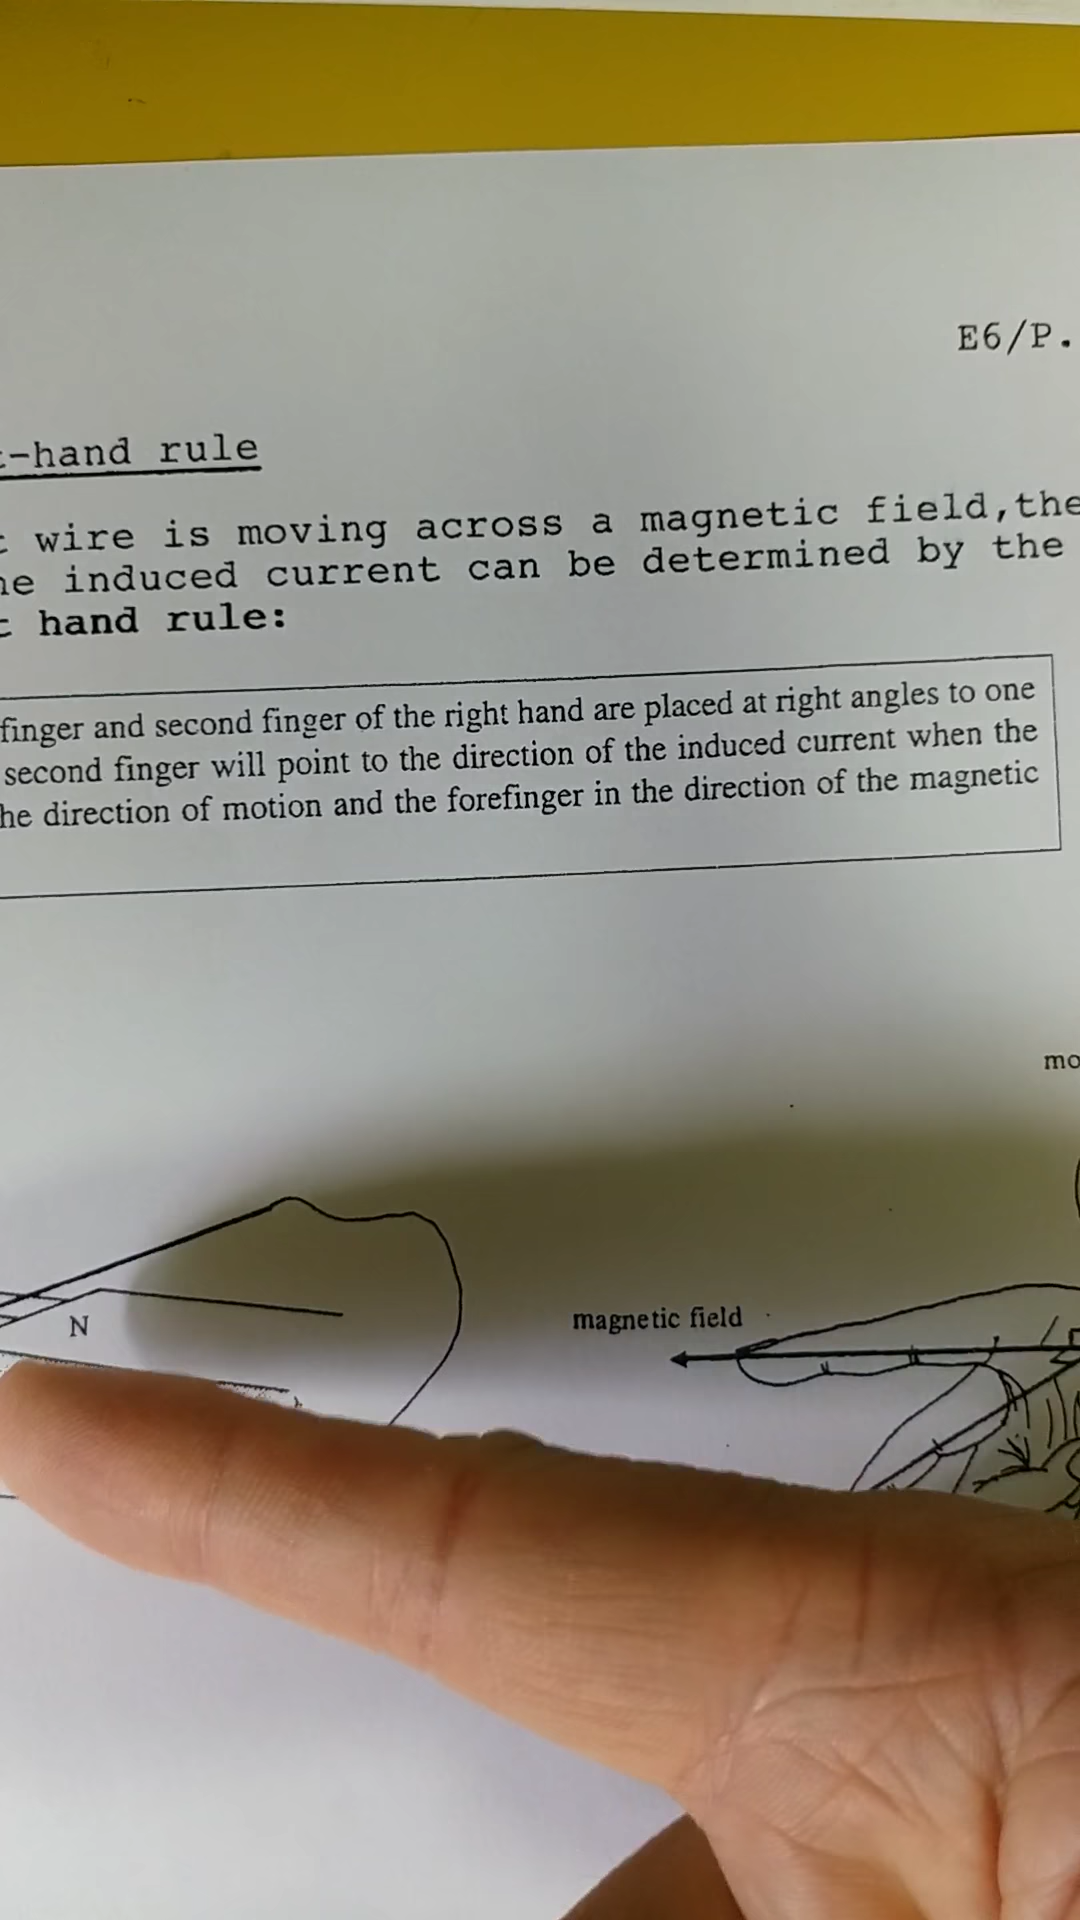 E6/P.
-hand rule
wire is moving across a magnetic field,the
induced current can be determined by the
hand rule:
finger and second finger of the right hand are placed at right angles to one
second finger will point to the direction of the induced current when the
he direction of motion and the forefinger in the direction of the magnetic
mo
N
magnetic field